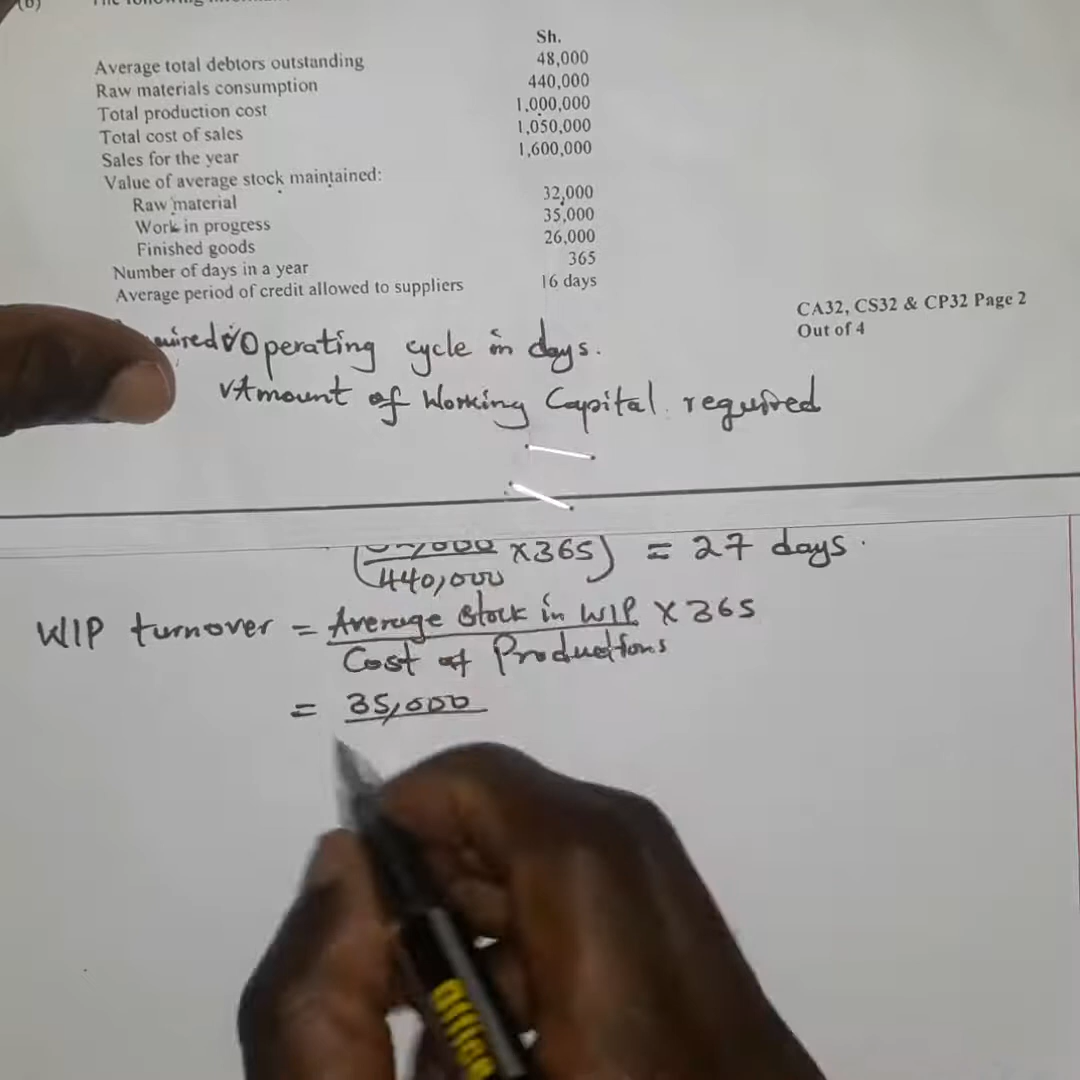 (b) The following
Sh.
Average total debtors outstanding 48,000
Raw materials consumption 440,000
Total production cost 1,000,000
Total cost of sales 1,050,000
Sales for the year 1,600,000
Value of average stock maintained:
Raw material 32,000
Work in progress 35,000
Finished goods 26,000
Number of days in a year 365
Average period of credit allowed to suppliers 16 days
CA32, CS32 & CP32 Page 2
Out of 4
Operating cycle in days.
Amount of Working Capital required
440,000 x 365) = 27 days.
WIP turnover = Average Stock in WIP x 365
Cost of Productions
= 35,000
Office